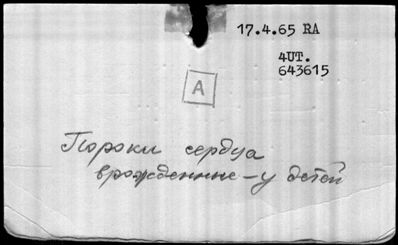 17.4.65 RA
4UT.
643615
A
Пороки сердца
врожденные – у детей